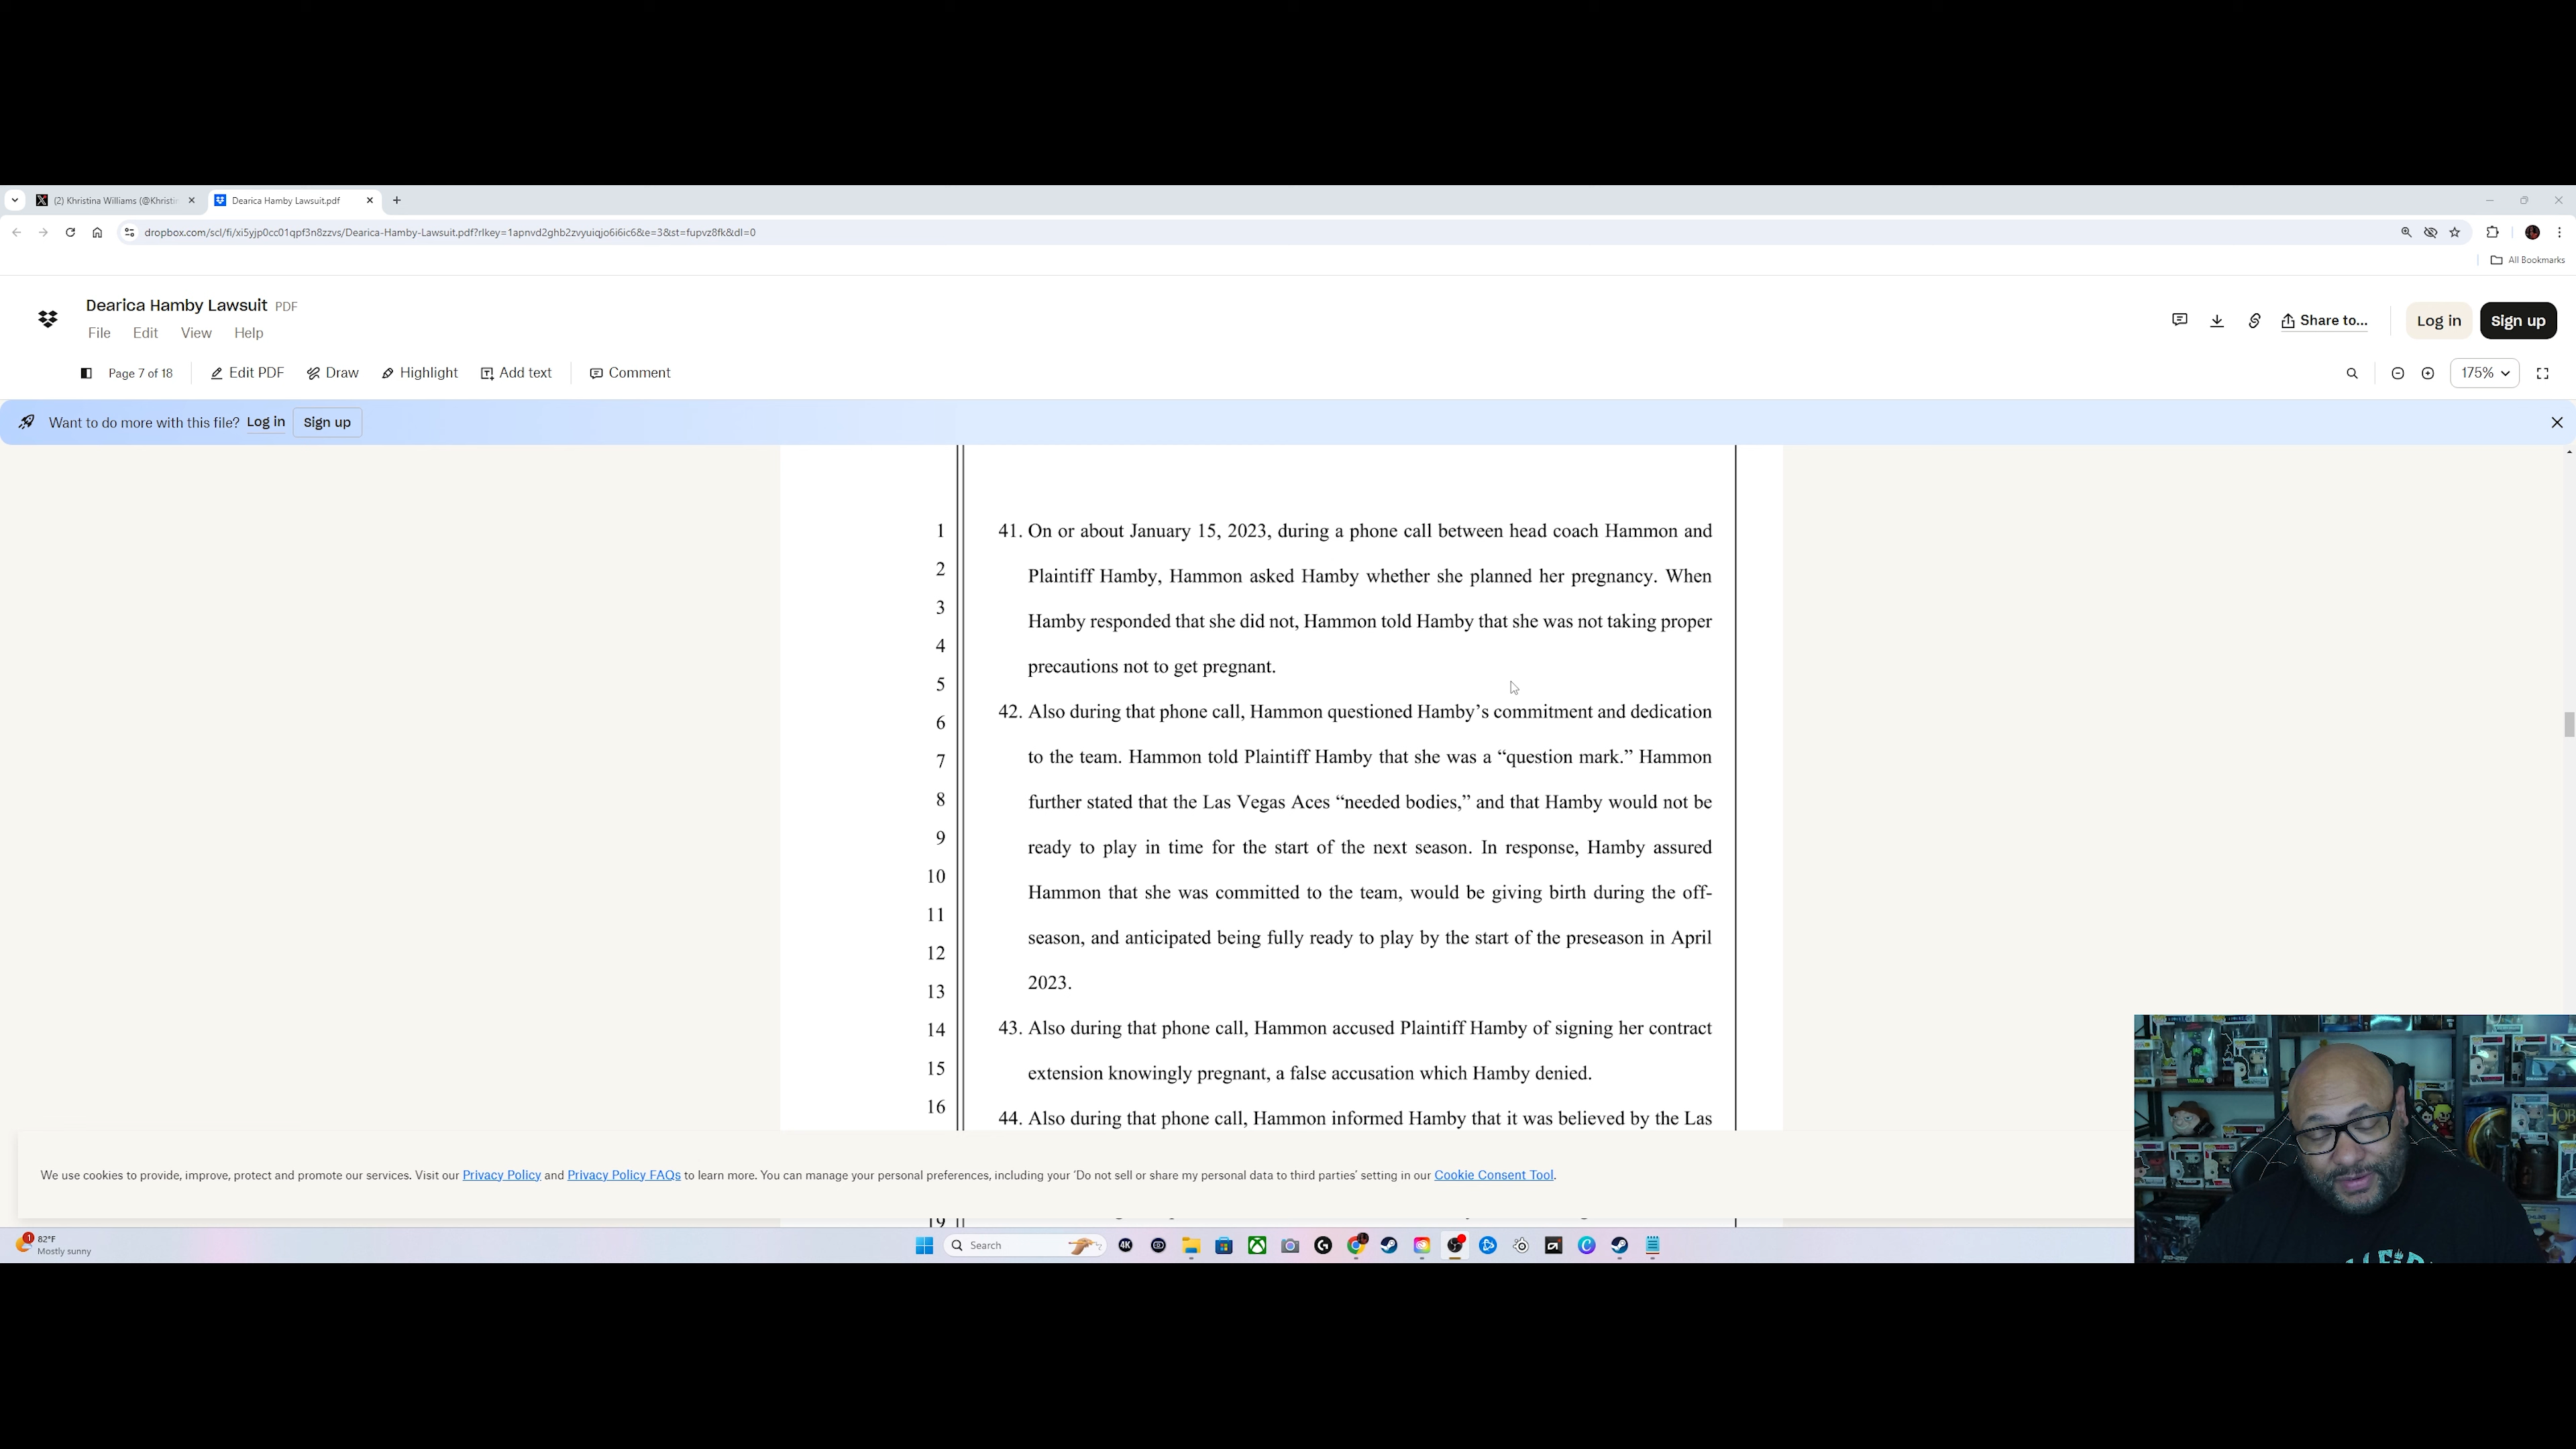 (2) Khristina Williams (@Khristin
Dearica Hamby Lawsuit.pdf
dropbox.com/scl/fi/xi5yjp0cc01qpf3n8zzvs/Dearica-Hamby-Lawsuit.pdf?rlkey=1apnvd2ghb2zvyuiqjo6i6ic6&e=3&st=fupvz8fk&dl=0
All Bookmarks
Dearica Hamby Lawsuit PDF
File Edit View Help
Share to...
Log in
Sign up
Page 7 of 18
Edit PDF
Draw
Highlight
Add text
Comment
175%
Want to do more with this file? Log in Sign up
1
2
3
4
5
6
7
8
9
10
11
12
13
14
15
16
19
41. On or about January 15, 2023, during a phone call between head coach Hammon and
Plaintiff Hamby, Hammon asked Hamby whether she planned her pregnancy. When
Hamby responded that she did not, Hammon told Hamby that she was not taking proper
precautions not to get pregnant.
42. Also during that phone call, Hammon questioned Hamby’s commitment and dedication
to the team. Hammon told Plaintiff Hamby that she was a “question mark.” Hammon
further stated that the Las Vegas Aces “needed bodies,” and that Hamby would not be
ready to play in time for the start of the next season. In response, Hamby assured
Hammon that she was committed to the team, would be giving birth during the off-
season, and anticipated being fully ready to play by the start of the preseason in April
2023.
43. Also during that phone call, Hammon accused Plaintiff Hamby of signing her contract
extension knowingly pregnant, a false accusation which Hamby denied.
44. Also during that phone call, Hammon informed Hamby that it was believed by the Las
We use cookies to provide, improve, protect and promote our services. Visit our Privacy Policy and Privacy Policy FAQs to learn more. You can manage your personal preferences, including your ‘Do not sell or share my personal data to third parties’ setting in our Cookie Consent Tool.
1
82°F
Mostly sunny
Search
4K